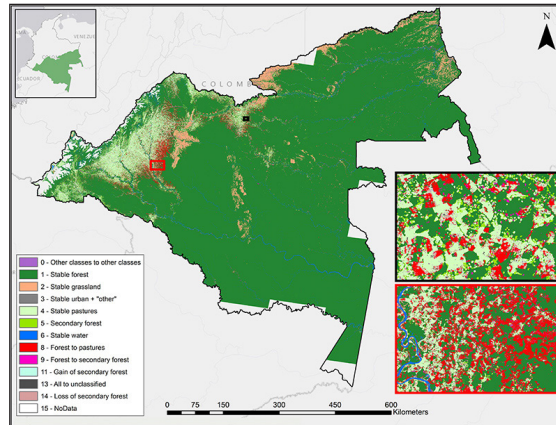 VENEZUE
ECUADOR
N
COLOMB
0 - Other classes to other classes
1 - Stable forest
2 - Stable grassland
3 - Stable urban + "other"
4 - Stable pastures
5 - Secondary forest
6 - Stable water
8 - Forest to pastures
9 - Forest to secondary forest
11 - Gain of secondary forest
13 - All to unclassified
14 - Loss of secondary forest
15 - NoData
0 75 150 300 450 600
Kilometers